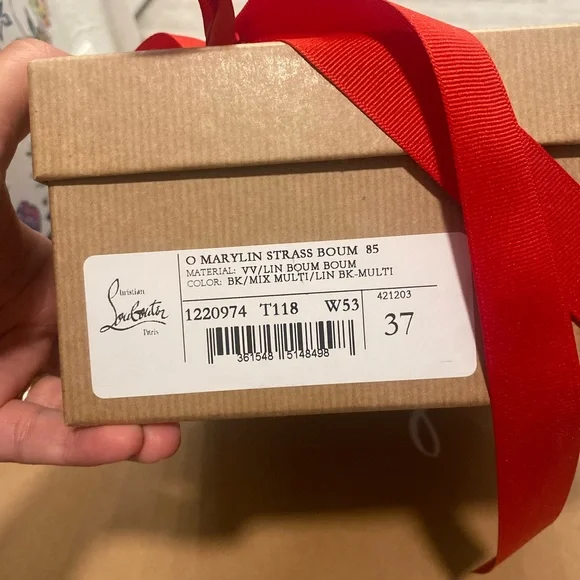 Christian
Louboutin
Paris
O MARYLIN STRASS BOUM 85
MATERIAL: VV/LIN BOUM BOUM
COLOR: BK/MIX MULTI/LIN BK-MULTI
1220974 T118 W53
361548 5148498
421203
37